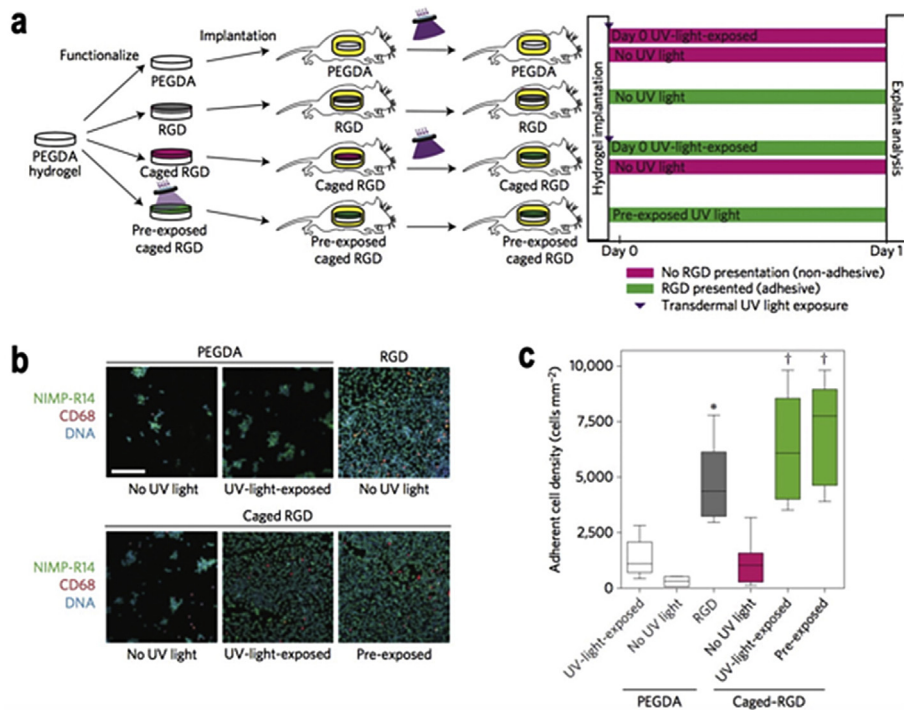 a
Functionalize
Implantation
PEGDA
PEGDA
PEGDA
RGD
RGD
RGD
PEGDA
hydrogel
Caged RGD
Caged RGD
Caged RGD
Pre-exposed
caged RGD
Pre-exposed
caged RGD
Pre-exposed
caged RGD
Hydrogel implantation
Day 0 UV-light-exposed
No UV light
No UV light
Day 0 UV-light-exposed
No UV light
Pre-exposed UV light
Explant analysis
Day 0
Day 1
No RGD presentation (non-adhesive)
RGD presented (adhesive)
Transdermal UV light exposure
b
PEGDA
RGD
NIMP-R14
CD68
DNA
No UV light
UV-light-exposed
No UV light
Caged RGD
NIMP-R14
CD68
DNA
No UV light
UV-light-exposed
Pre-exposed
c
Adherent cell density (cells mm⁻²)
10,000
7,500
5,000
2,500
0
*
†
†
UV-light-exposed
No UV light
RGD
No UV light
UV-light-exposed
Pre-exposed
PEGDA
Caged-RGD